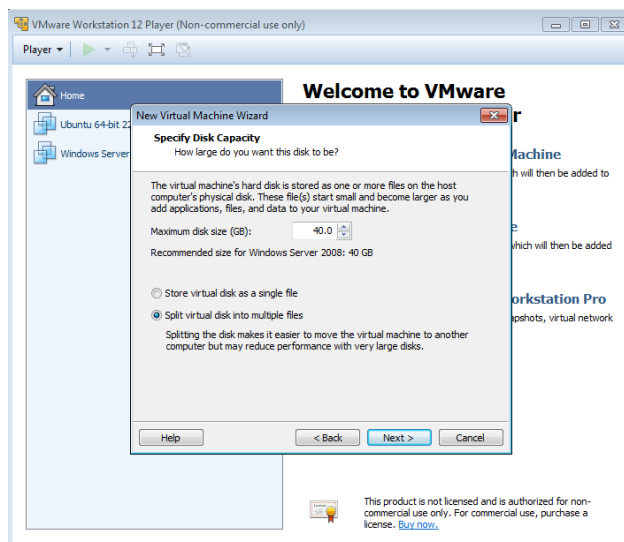 VMware Workstation 12 Player (Non-commercial use only)
Player
Home
Welcome to VMware
r
Ubuntu 64-bit 22
Windows Server
New Virtual Machine Wizard
Specify Disk Capacity
How large do you want this disk to be?
The virtual machine's hard disk is stored as one or more files on the host
computer's physical disk. These file(s) start small and become larger as you
add applications, files, and data to your virtual machine.
Maximum disk size (GB): 40.0
Recommended size for Windows Server 2008: 40 GB
Store virtual disk as a single file
Split virtual disk into multiple files
Splitting the disk makes it easier to move the virtual machine to another
computer but may reduce performance with very large disks.
Help
< Back
Next >
Cancel
Machine
h will then be added to
e
which will then be added
orkstation Pro
apshots, virtual network
This product is not licensed and is authorized for non-
commercial use only. For commercial use, purchase a
license. Buy now.